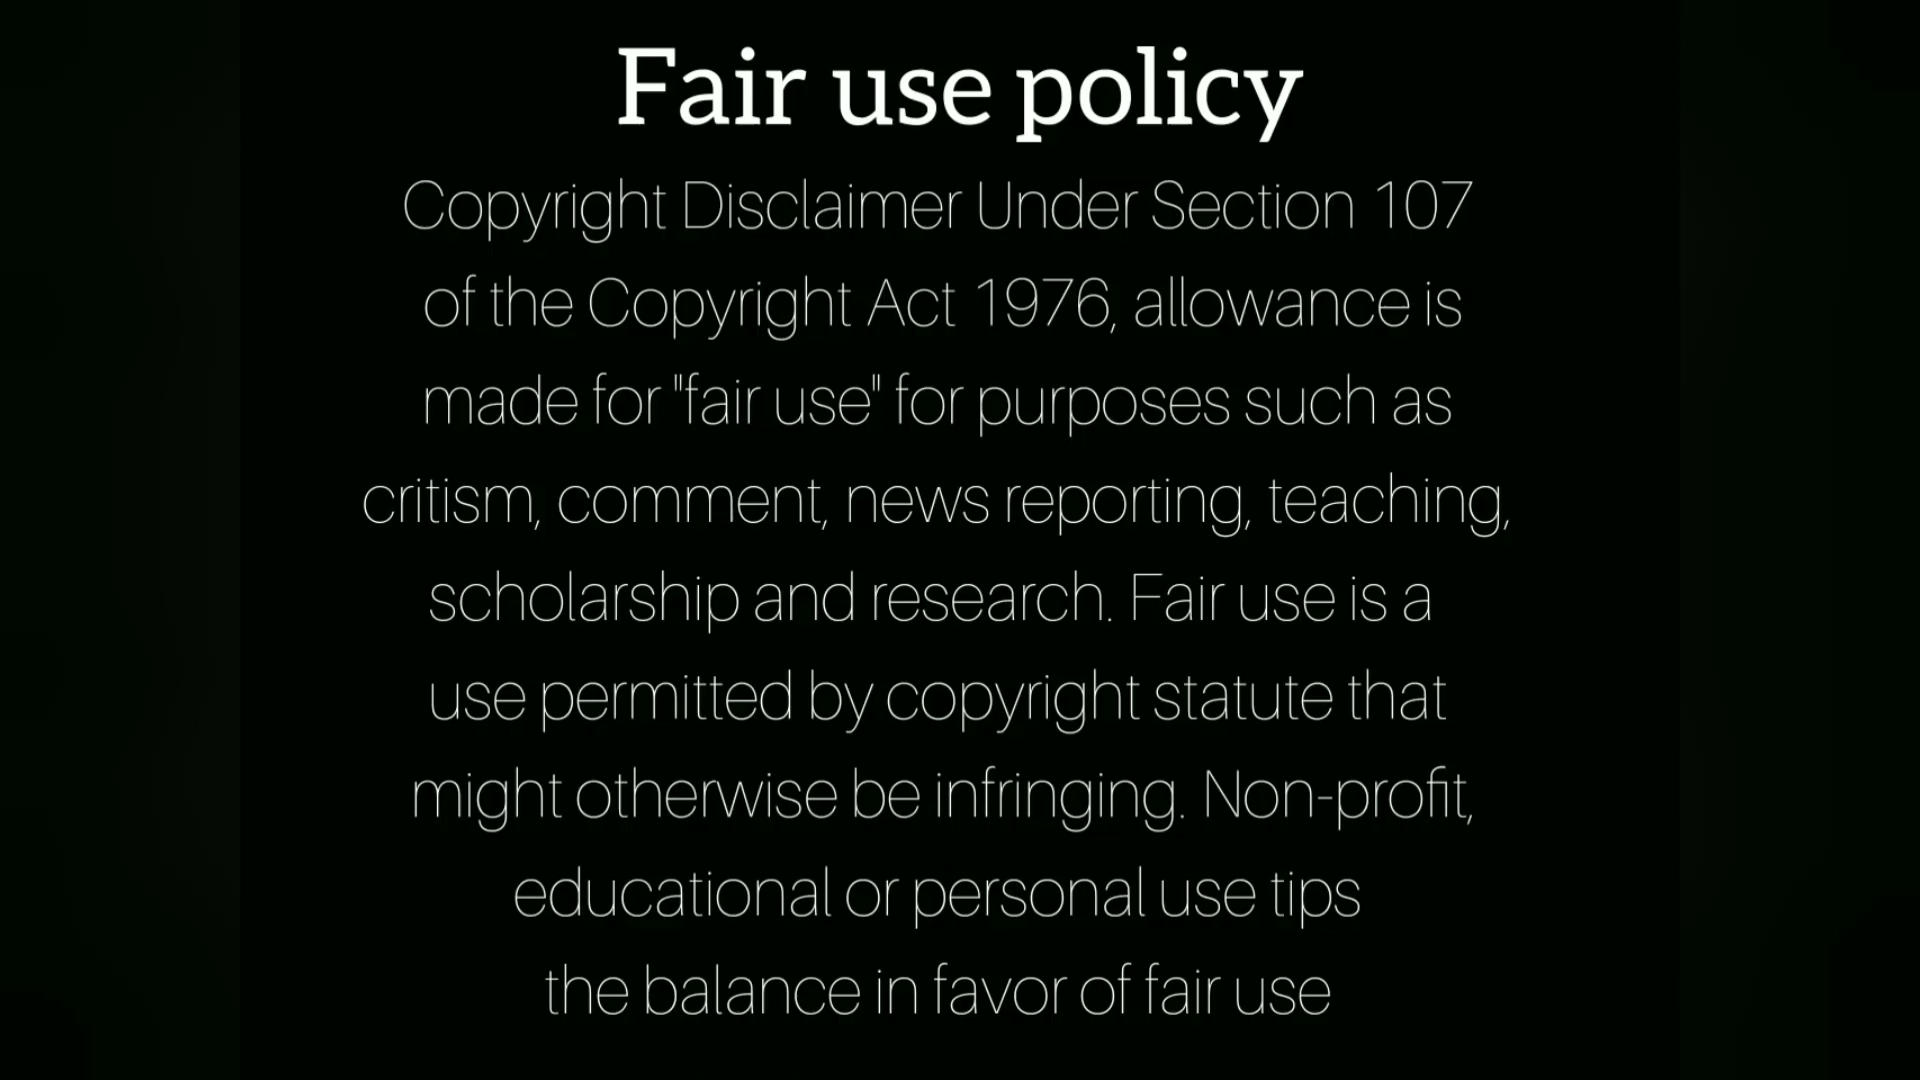 Fair use policy
Copyright Disclaimer Under Section 107
of the Copyright Act 1976, allowance is
made for "fair use" for purposes such as
critism, comment, news reporting, teaching,
scholarship and research. Fair use is a
use permitted by copyright statute that
might otherwise be infringing. Non-profit,
educational or personal use tips
the balance in favor of fair use